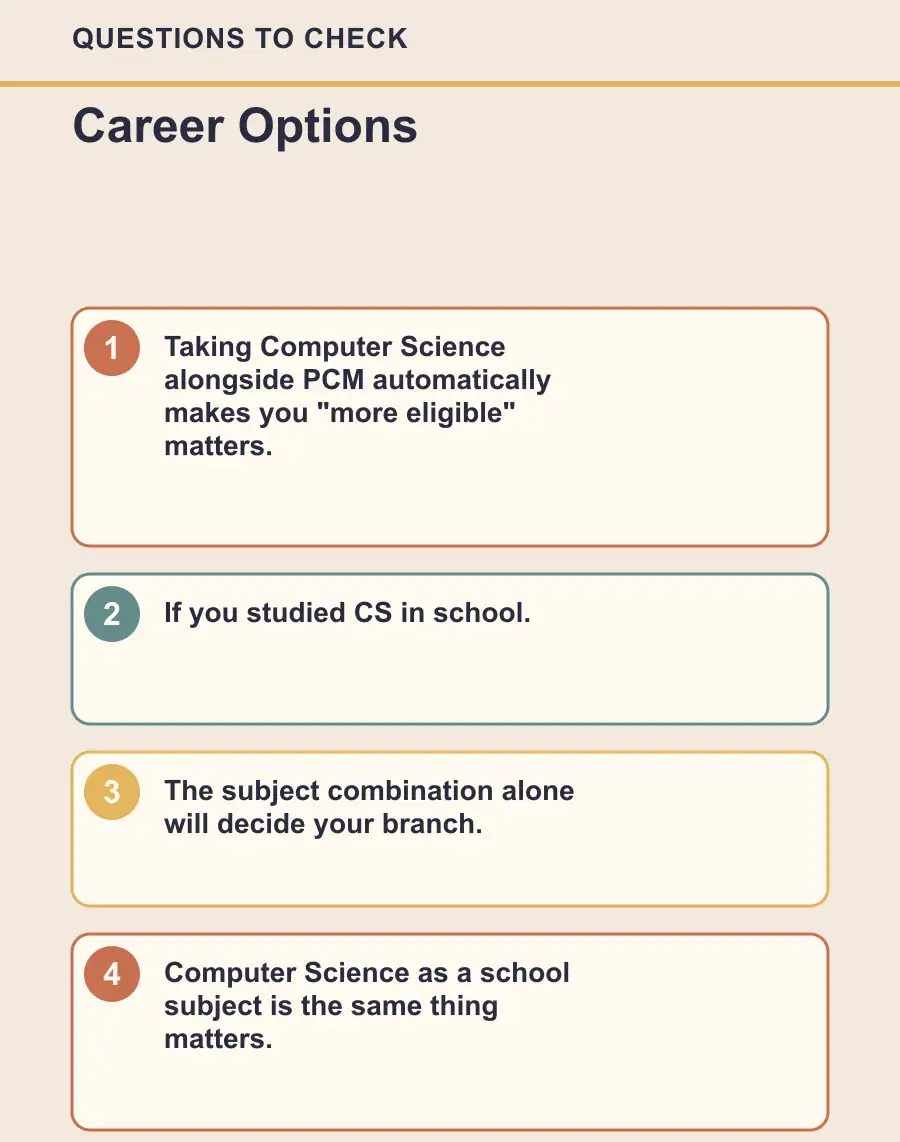 QUESTIONS TO CHECK
Career Options
1
Taking Computer Science
alongside PCM automatically
makes you "more eligible"
matters.
2
If you studied CS in school.
3
The subject combination alone
will decide your branch.
4
Computer Science as a school
subject is the same thing
matters.